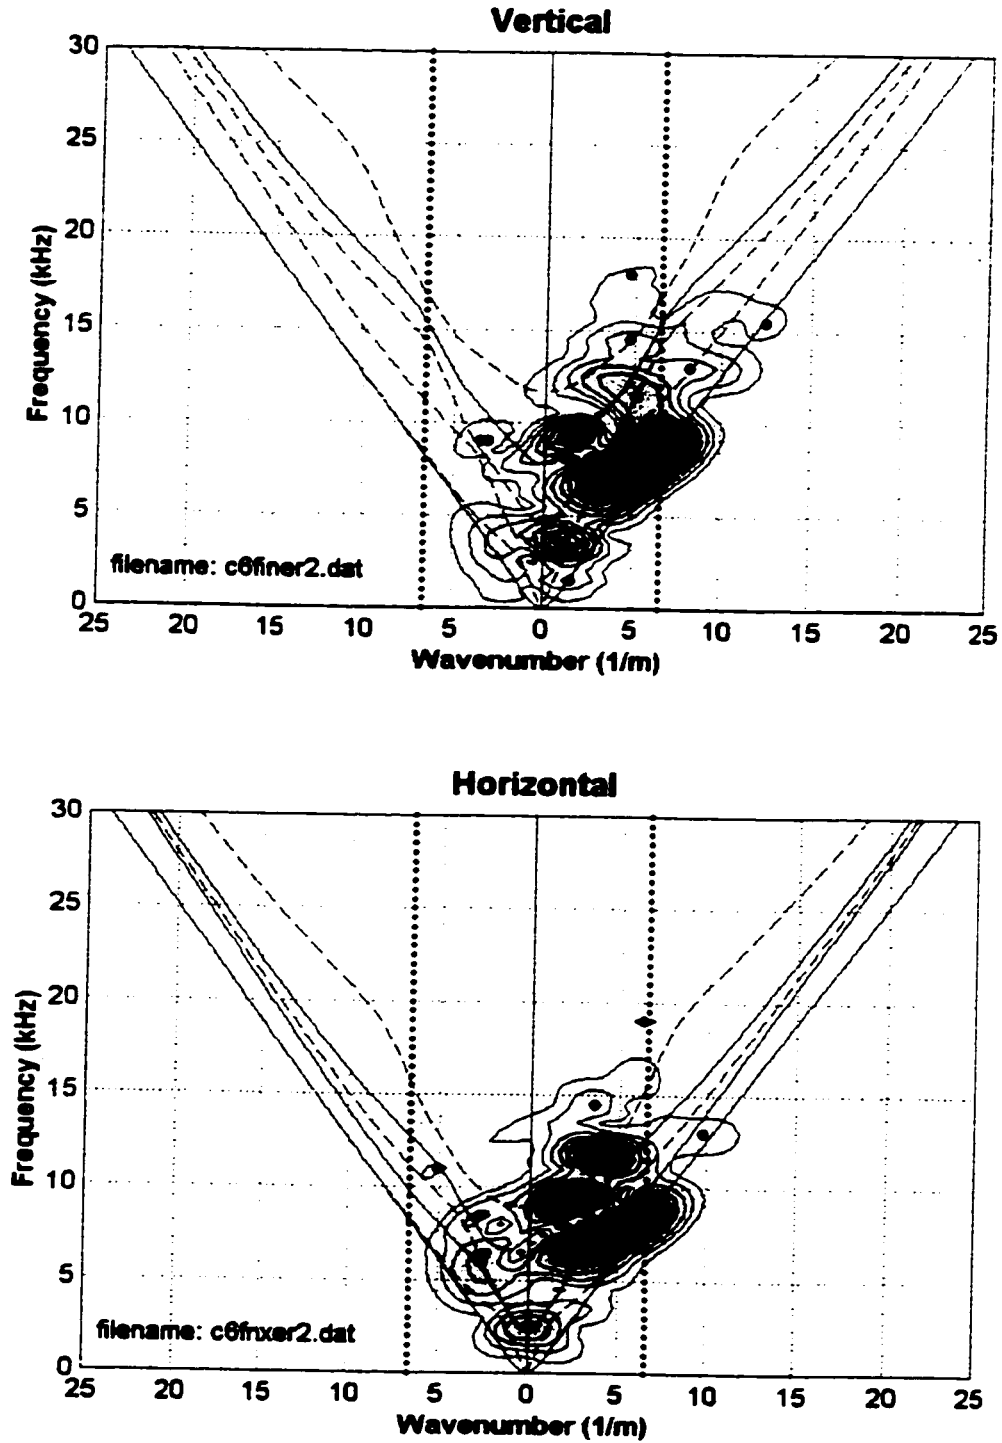 Vertical
30
25
20
15
10
5
0
Frequency (kHz)
filename: c6finer2.dat
25 20 15 10 5 0 5 10 15 20 25
Wavenumber (1/m)
Horizontal
30
25
20
15
10
5
0
Frequency (kHz)
filename: c6fnxer2.dat
25 20 15 10 5 0 5 10 15 20 25
Wavenumber (1/m)